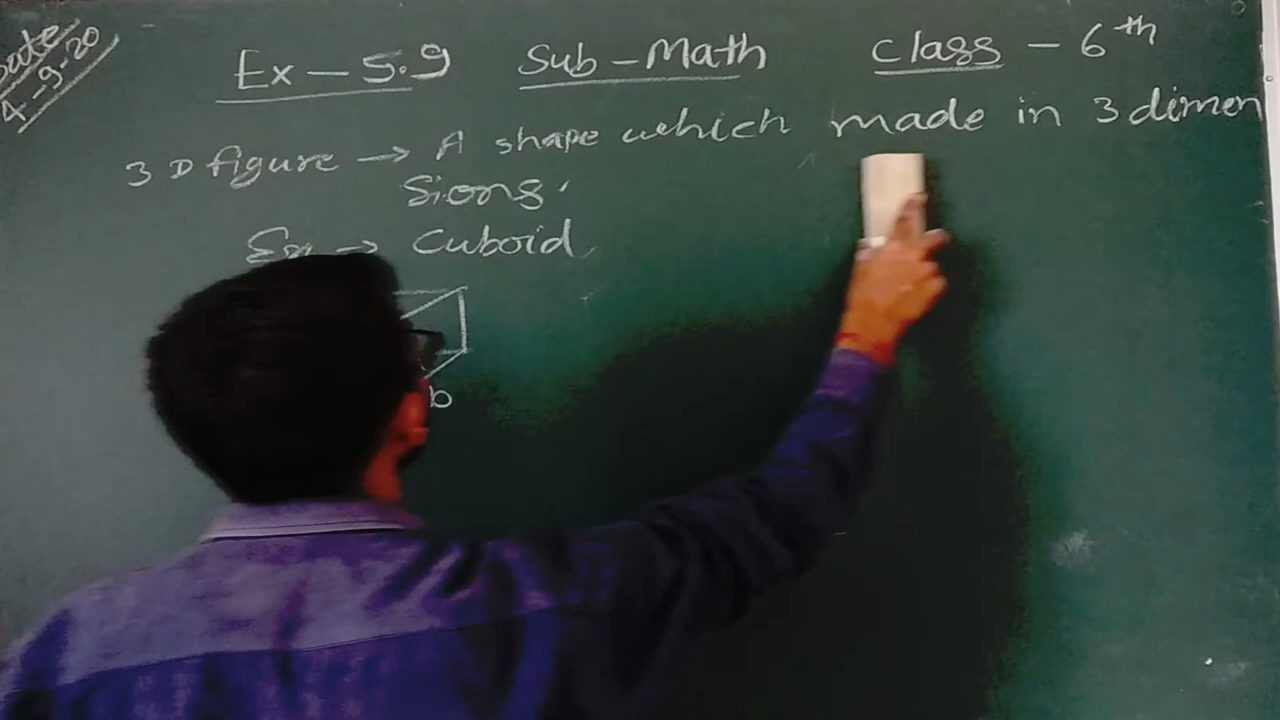 Date
4-9-20
Ex - 5.9 Sub - Math Class - 6th
3D figure → A shape which made in 3 dimen
sions.
Ex → Cuboid
b